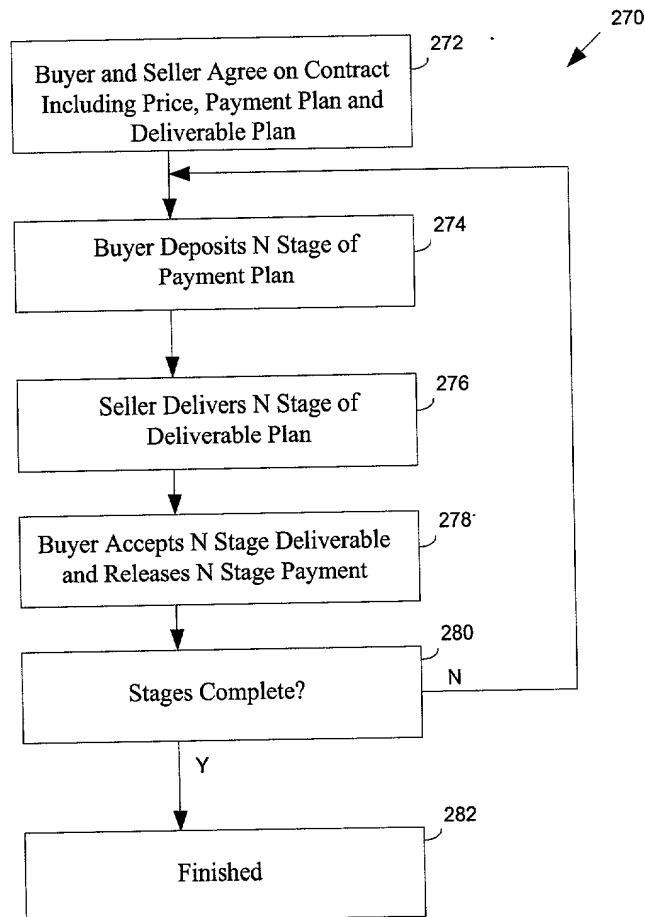 270
272
Buyer and Seller Agree on Contract
Including Price, Payment Plan and
Deliverable Plan
274
Buyer Deposits N Stage of
Payment Plan
276
Seller Delivers N Stage of
Deliverable Plan
278
Buyer Accepts N Stage Deliverable
and Releases N Stage Payment
280
Stages Complete?
N
Y
282
Finished